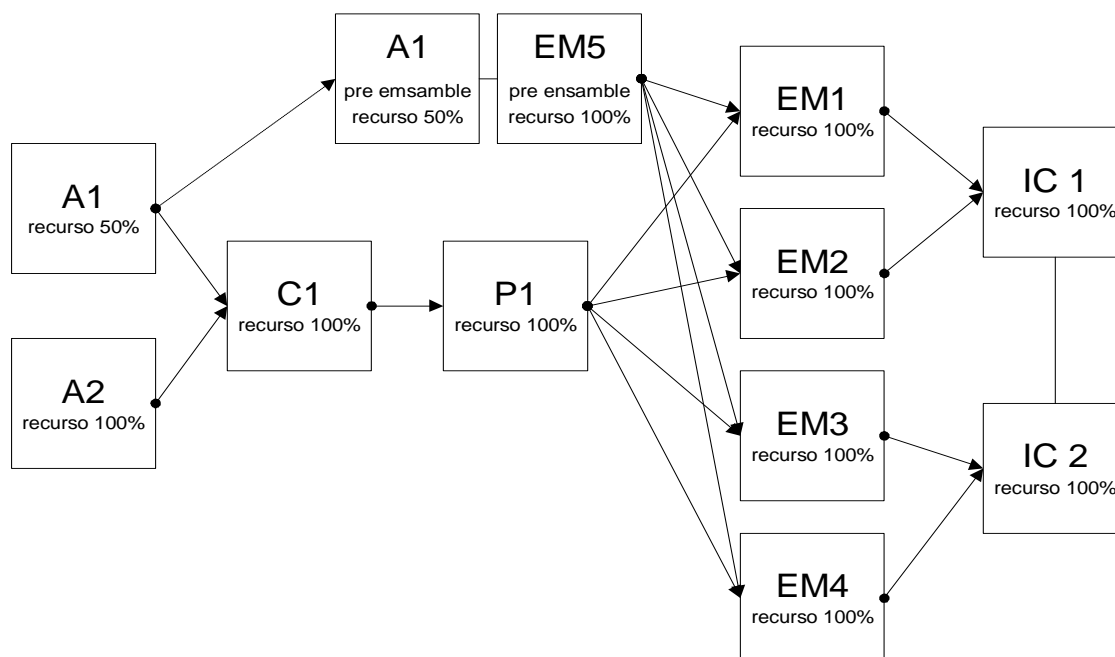 A1
pre emsamble
recurso 50%
EM5
pre ensamble
recurso 100%
EM1
recurso 100%
A1
recurso 50%
IC 1
recurso 100%
EM2
recurso 100%
C1
recurso 100%
P1
recurso 100%
A2
recurso 100%
EM3
recurso 100%
IC 2
recurso 100%
EM4
recurso 100%